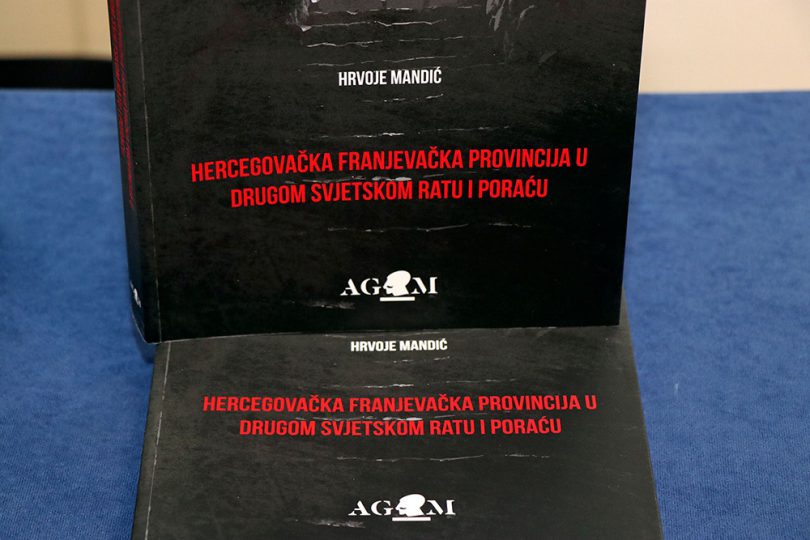 HRVOJE MANDIĆ
HERCEGOVAČKA FRANJEVAČKA PROVINCIJA U
DRUGOM SVJETSKOM RATU I PORAĆU
AGM
HRVOJE MANDIĆ
HERCEGOVAČKA FRANJEVAČKA PROVINCIJA U
DRUGOM SVJETSKOM RATU I PORAĆU
AGM